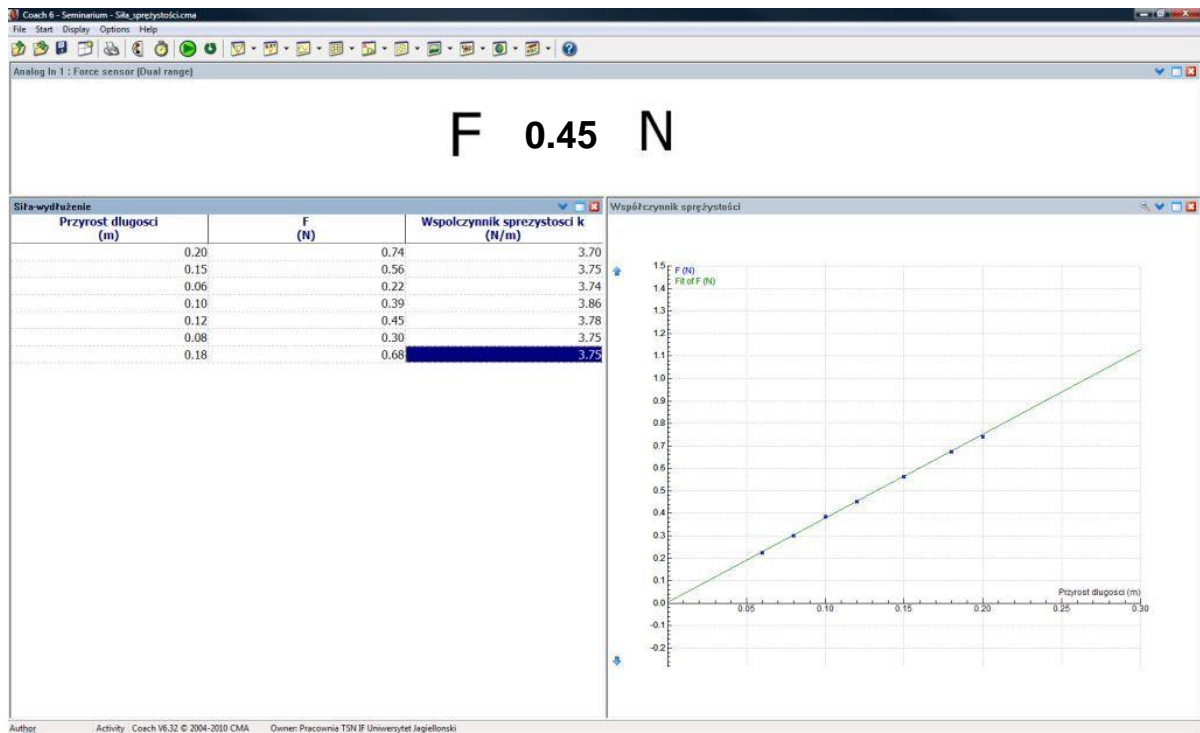 Coach 6 - Seminarium - Siła_sprężystości.cma
File Start Display Options Help
Analog In 1 : Force sensor (Dual range)
F 0.45 N
Siła-wydłużenie
Przyrost dlugosci (m) F (N) Wspolczynnik sprezystosci k (N/m)
0.20 0.74 3.70
0.15 0.56 3.75
0.06 0.22 3.74
0.10 0.39 3.86
0.12 0.45 3.78
0.08 0.30 3.75
0.18 0.68 3.75
Współczynnik sprężystości
F (N)
Fit of F (N)
1.5
1.4
1.3
1.2
1.1
1.0
0.9
0.8
0.7
0.6
0.5
0.4
0.3
0.2
0.1
0.0
-0.1
-0.2
Przyrost dlugosci (m)
0.05 0.10 0.15 0.20 0.25 0.30
Author Activity Coach V6.32 © 2004-2010 CMA Owner: Pracownia TSN IF Uniwersytet Jagiellonski